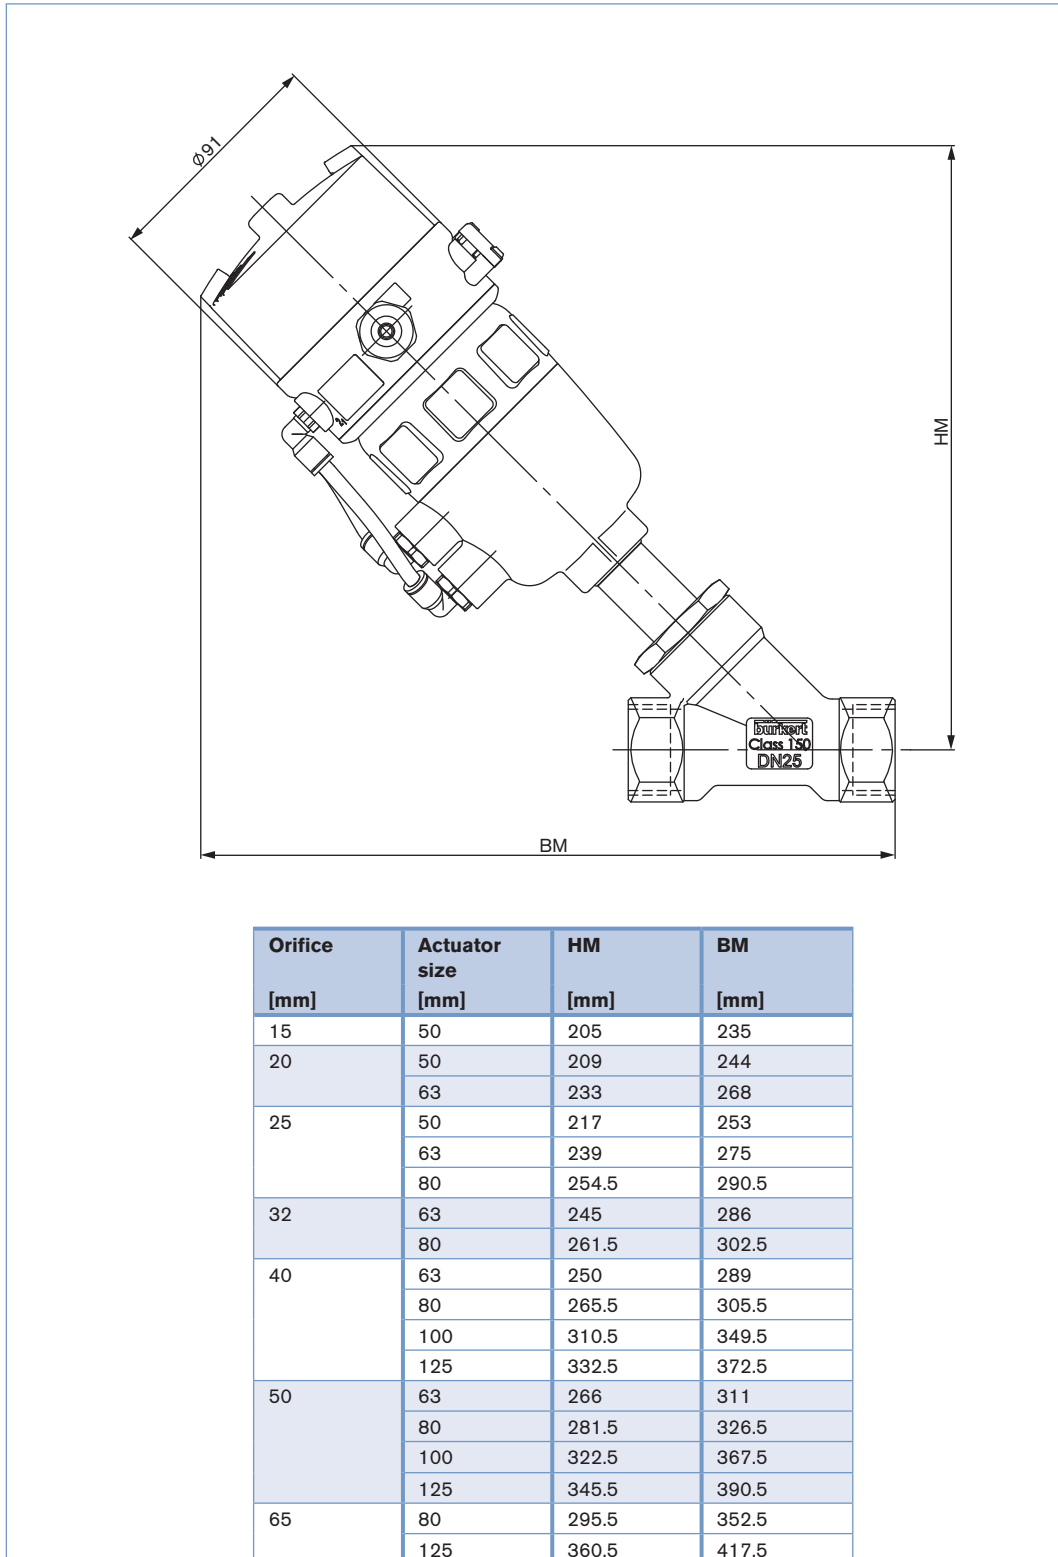 Φ91
HM
bürkert
Class 150
DN25
BM
Orifice Actuator size HM BM
[mm] [mm] [mm] [mm]
15 50 205 235
20 50 209 244
63 233 268
25 50 217 253
63 239 275
80 254.5 290.5
32 63 245 286
80 261.5 302.5
40 63 250 289
80 265.5 305.5
100 310.5 349.5
125 332.5 372.5
50 63 266 311
80 281.5 326.5
100 322.5 367.5
125 345.5 390.5
65 80 295.5 352.5
125 360.5 417.5